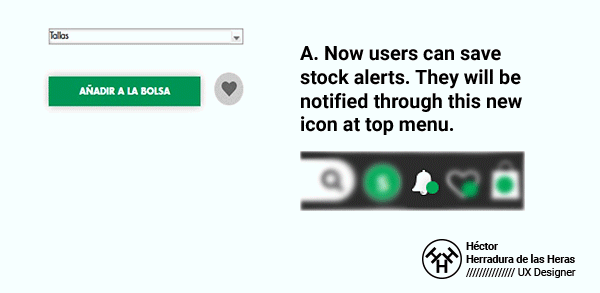 Tallas
AÑADIR A LA BOLSA
A. Now users can save
stock alerts. They will be
notified through this new
icon at top menu.
Héctor
Herradura de las Heras
/////////////// UX Designer